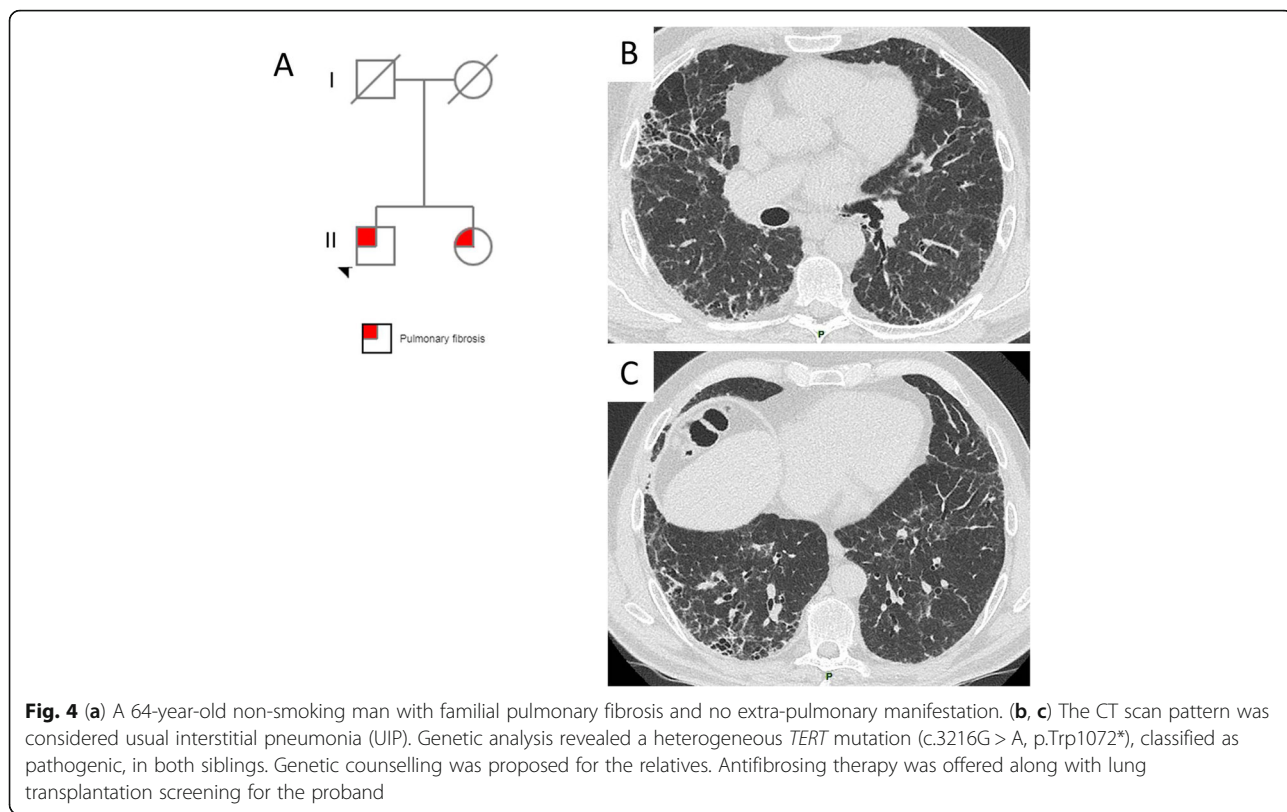 A
I
II
Pulmonary fibrosis
B
P
C
P
Fig. 4 (a) A 64-year-old non-smoking man with familial pulmonary fibrosis and no extra-pulmonary manifestation. (b, c) The CT scan pattern was
considered usual interstitial pneumonia (UIP). Genetic analysis revealed a heterogeneous TERT mutation (c.3216G > A, p.Trp1072*), classified as
pathogenic, in both siblings. Genetic counselling was proposed for the relatives. Antifibrosing therapy was offered along with lung
transplantation screening for the proband